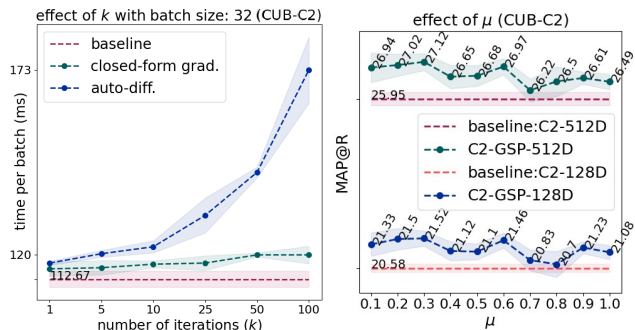 effect of k with batch size: 32 (CUB-C2)
baseline
closed-form grad.
auto-diff.
173
120
112.67
time per batch (ms)
1 5 10 25 50 100
number of iterations (k)
effect of μ (CUB-C2)
26.94 27.02 27.12 26.65 26.68 26.97 26.22 26.5 26.61 26.49
25.95
baseline:C2-512D
C2-GSP-512D
baseline:C2-128D
C2-GSP-128D
MAP@R
21.33 21.5 21.52 21.12 21.1 21.46 20.83 20.7 21.23 21.08
20.58
0.1 0.2 0.3 0.4 0.5 0.6 0.7 0.8 0.9 1.0
μ